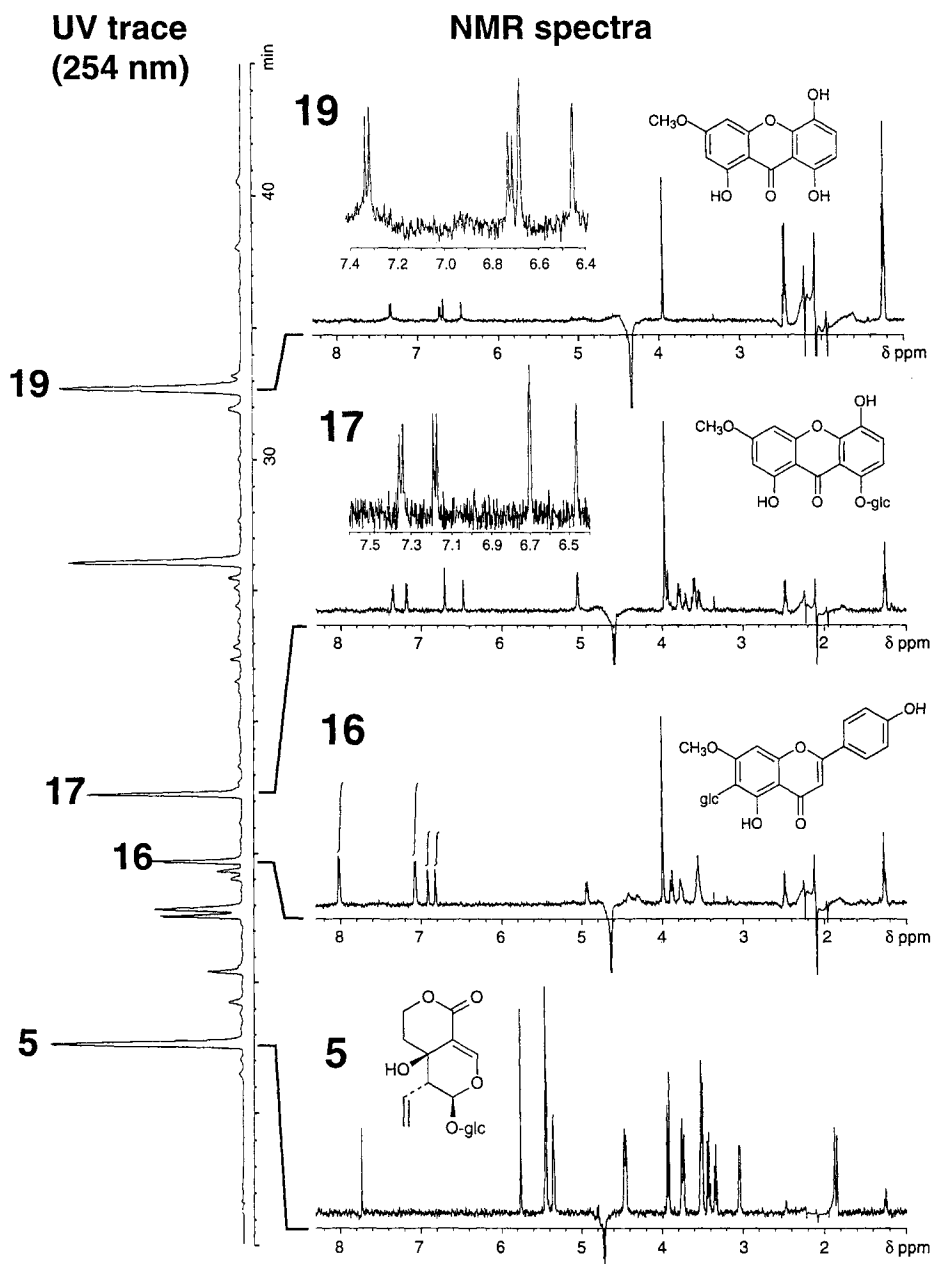 UV trace
(254 nm)
NMR spectra
min
40
30
19
OH
CH3O
O
HO
O
OH
7.4 7.2 7.0 6.8 6.6 6.4
8 7 6 5 4 3 δ ppm
19
17
OH
CH3O
O
HO
O
O-glc
7.5 7.3 7.1 6.9 6.7 6.5
8 7 6 5 4 3 2 δ ppm
17
16
OH
CH3O
O
glc
HO
O
8 7 6 5 4 3 2 δ ppm
16
5
O
O
HO
O
O-glc
8 7 6 5 4 3 2 δ ppm
5